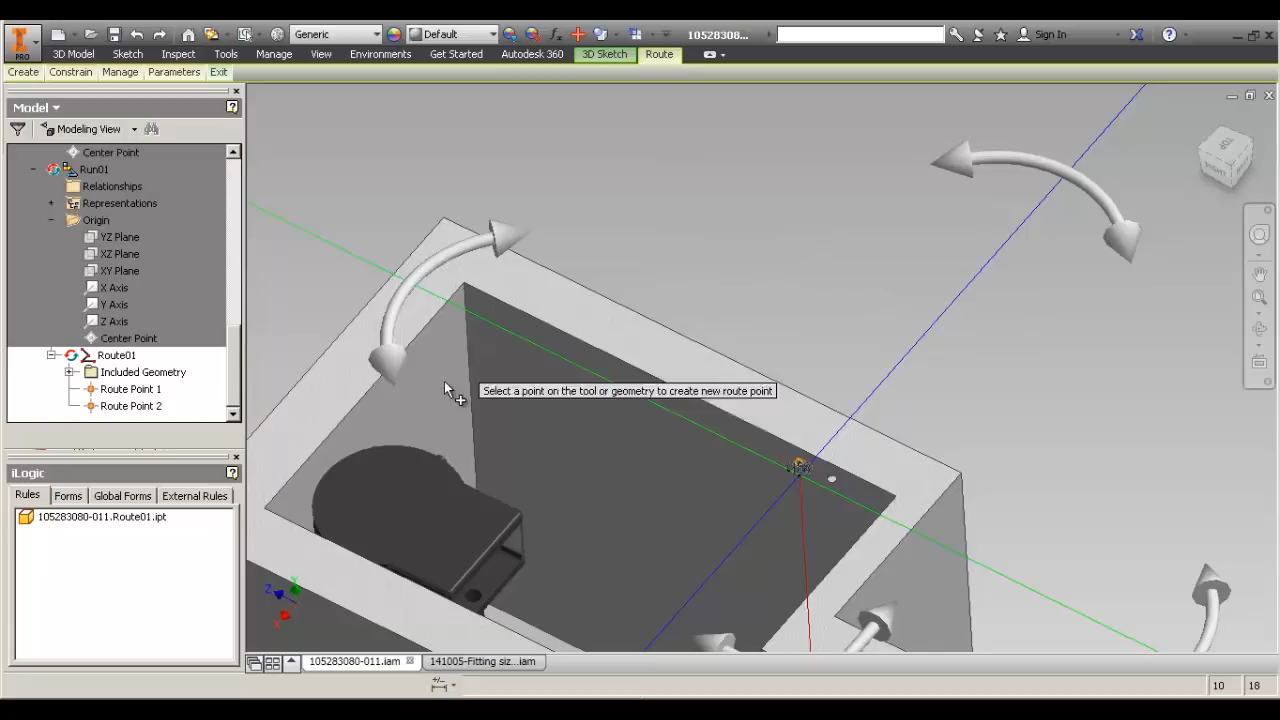 PRO
Generic
Default
fx
10528308...
Sign In
3D Model
Sketch
Inspect
Tools
Manage
View
Environments
Get Started
Autodesk 360
3D Sketch
Route
Create
Constrain
Manage
Parameters
Exit
Model
Modeling View
Center Point
Run01
Relationships
Representations
Origin
YZ Plane
XZ Plane
XY Plane
X Axis
Y Axis
Z Axis
Center Point
Route01
Included Geometry
Route Point 1
Route Point 2
iLogic
Rules
Forms
Global Forms
External Rules
105283080-011.Route01.ipt
Select a point on the tool or geometry to create new route point
TOP
Z
Y
X
105283080-011.iam
141005-Fitting siz...iam
10
18